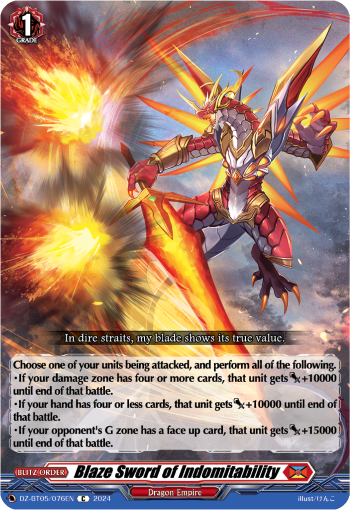 1
GRADE
In dire straits, my blade shows its true value.
Choose one of your units being attacked, and perform all of the following.
・If your damage zone has four or more cards, that unit gets +10000
until end of that battle.
・If your hand has four or less cards, that unit gets +10000 until end of
that battle.
・If your opponent's G zone has a face up card, that unit gets +15000
until end of that battle.
BLITZ ORDER
Blaze Sword of Indomitability
Dragon Empire
DZ-BT05/076EN C 2024
illust/りんご